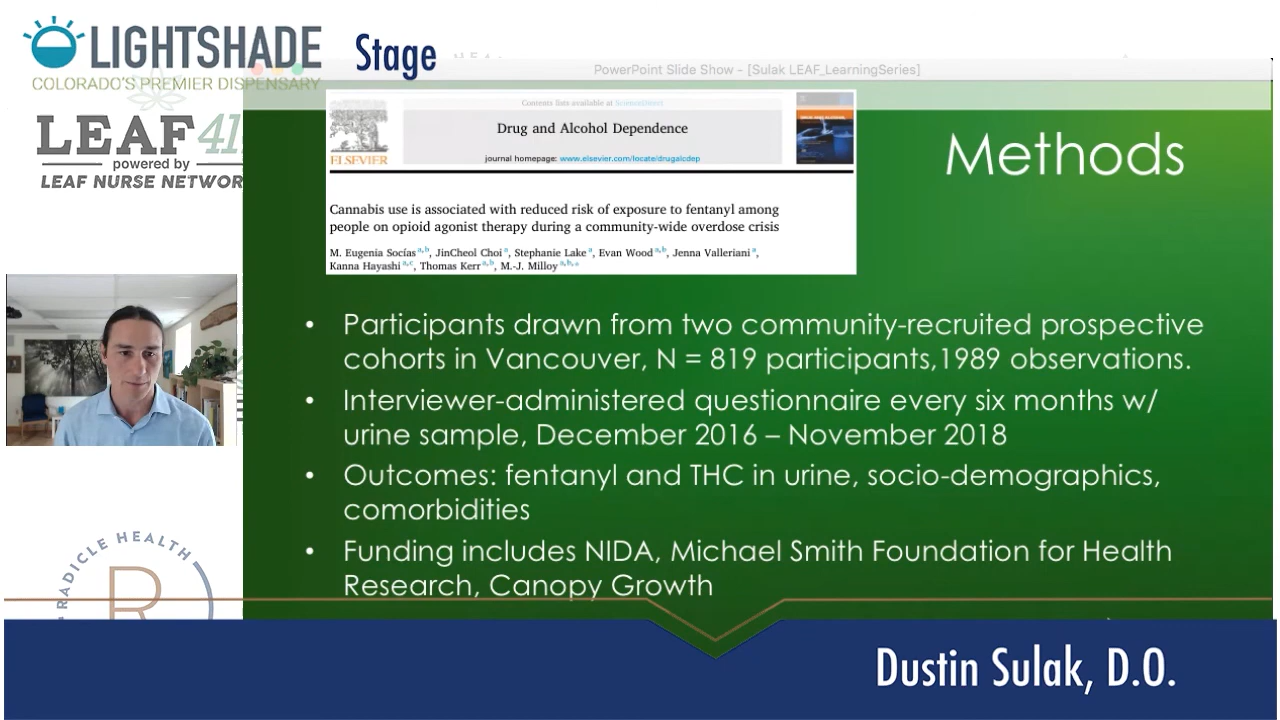 LIGHTSHADE
COLORADO'S PREMIER DISPENSARY
Stage
PowerPoint Slide Show - [Sulak LEAF_LearningSeries]
LEAF 411
powered by
LEAF NURSE NETWOR
Contents lists available at ScienceDirect
Drug and Alcohol Dependence
journal homepage: www.elsevier.com/locate/drugalcdep
ELSEVIER
Methods
Cannabis use is associated with reduced risk of exposure to fentanyl among
people on opioid agonist therapy during a community-wide overdose crisis
M. Eugenia Socías a,b, JinCheol Choi a, Stephanie Lake a, Evan Wood a,b, Jenna Valleriani a,
Kanna Hayashi a,c, Thomas Kerr a,b, M.-J. Milloy a,b,*
• Participants drawn from two community-recruited prospective
cohorts in Vancouver, N = 819 participants,1989 observations.
• Interviewer-administered questionnaire every six months w/
urine sample, December 2016 – November 2018
• Outcomes: fentanyl and THC in urine, socio-demographics,
comorbidities
• Funding includes NIDA, Michael Smith Foundation for Health
Research, Canopy Growth
RADICLE HEALTH
R
Dustin Sulak, D.O.